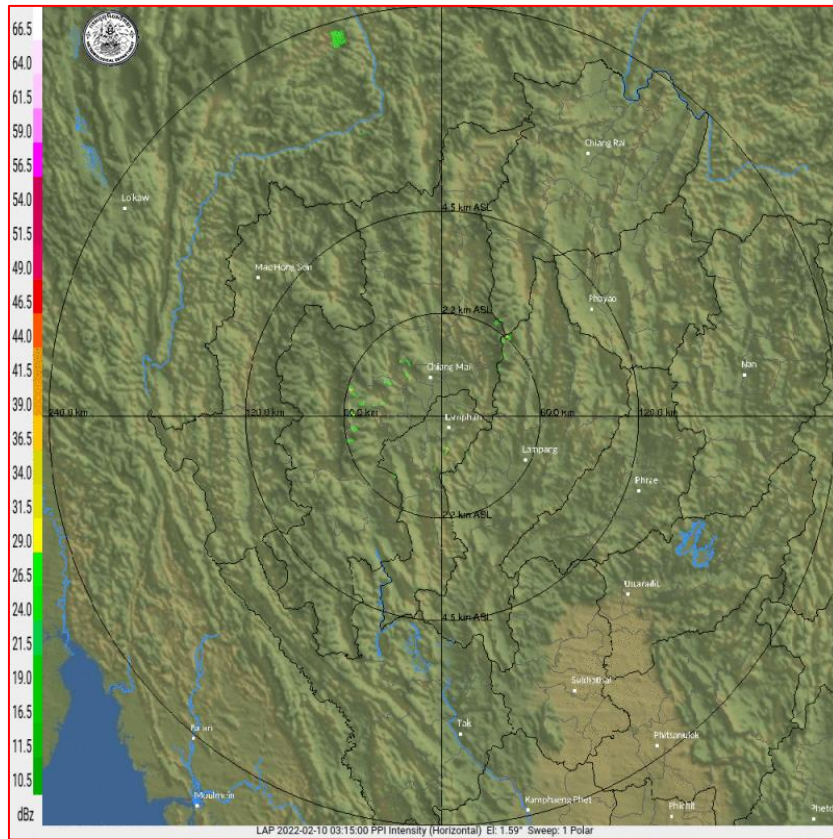 66.5
64.0
61.5
59.0
56.5
54.0
51.5
49.0
46.5
44.0
41.5
39.0
36.5
34.0
31.5
29.0
26.5
24.0
21.5
19.0
16.5
11.5
10.5
dBz
Chiang Rai
Loikaw
4.5 km ASL
Mae Hong Son
Phayao
2.2 km ASL
Nan
Chiang Mai
240.0 km
120.0 km
60.0 km
60.0 km
120.0 km
Lamphun
Lampang
Phrae
2.2 km ASL
Uttaradit
4.5 km ASL
Sukhothai
Tak
Pa'an
Phitsanulok
Moulmein
Kamphaeng Phet
Phichit
LAP 2022-02-10 03:15:00 PPI Intensity (Horizontal) El: 1.59° Sweep: 1 Polar